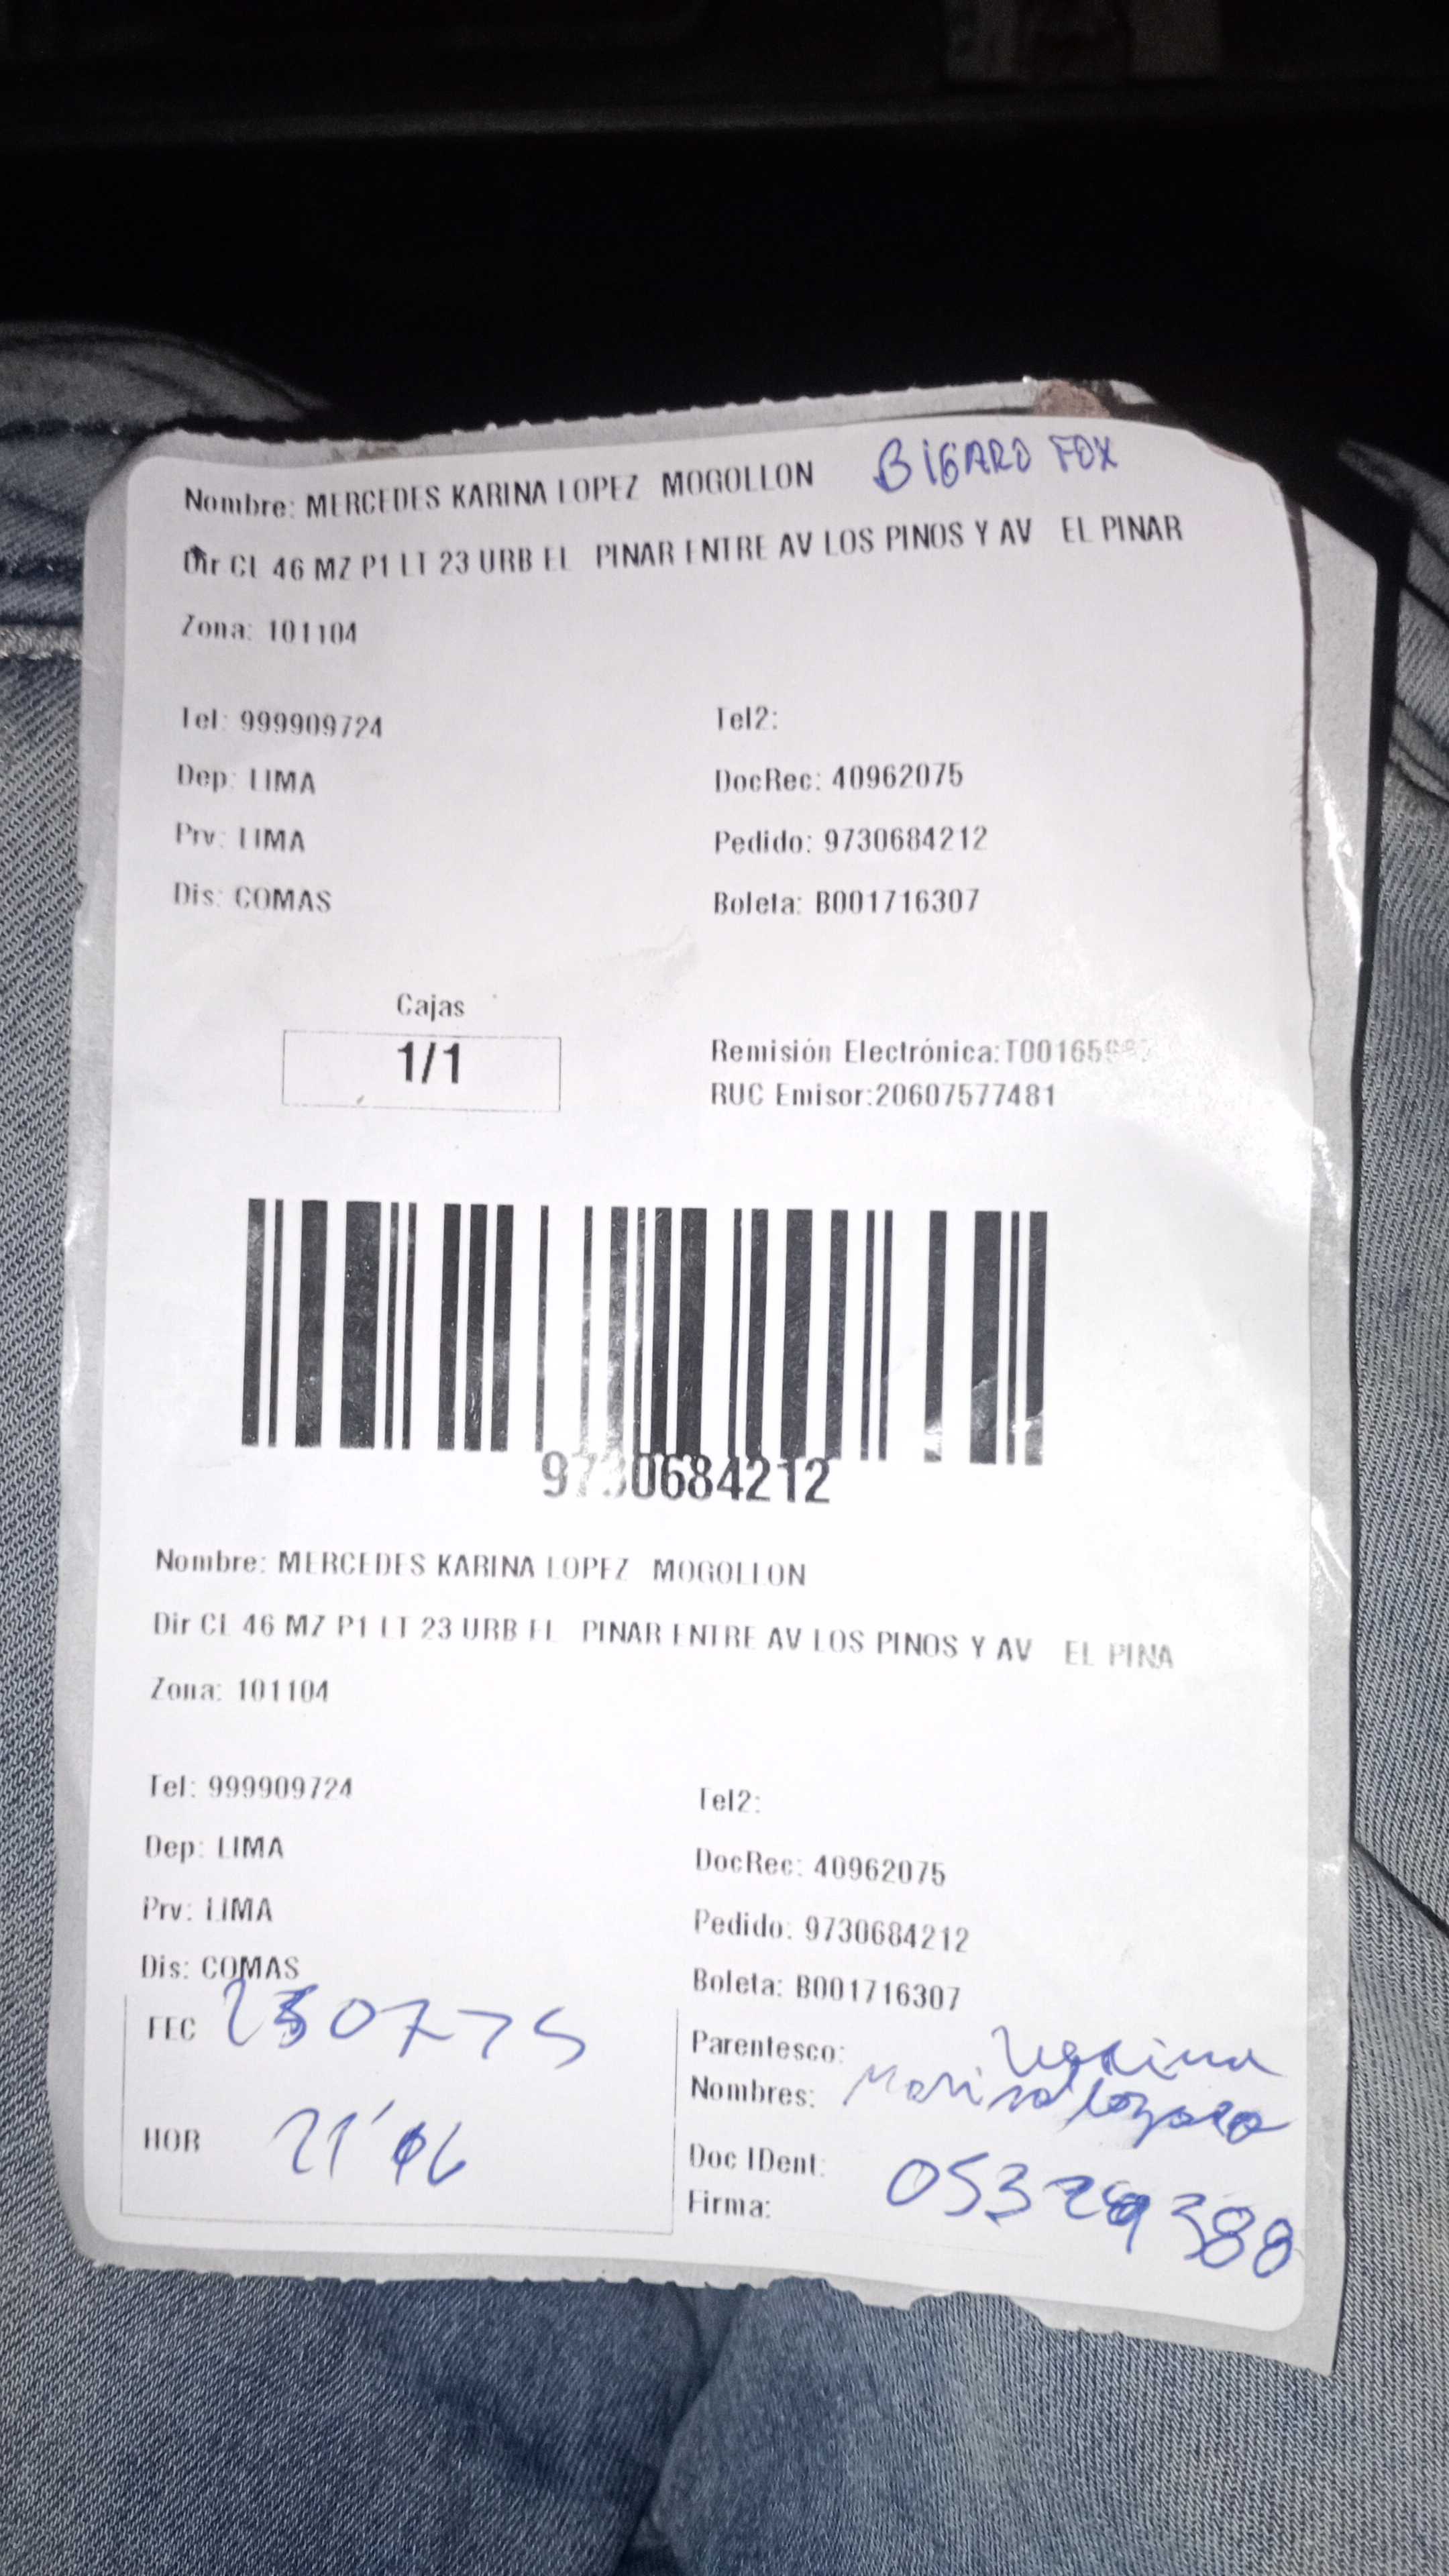 Nombre: MERCEDES KARINA LOPEZ MOGOLLON BIGARO FOX
Dir CL 46 MZ P1 LT 23 URB EL PINAR ENTRE AV LOS PINOS Y AV EL PINAR
Zona: 101104
Tel: 999909724 Tel2:
Dep: LIMA DocRec: 40962075
Prv: LIMA Pedido: 9730684212
Dis: COMAS Boleta: B001716307
Cajas
1/1
Remisión Electrónica:
RUC Emisor:20607577481
9730684212
Nombre: MERCEDES KARINA LOPEZ MOGOLLON
Dir CL 46 MZ P1 LT 23 URB EL PINAR ENTRE AV LOS PINOS Y AV EL PINA
Zona: 101104
Tel: 999909724 Tel2:
Dep: LIMA DocRec: 40962075
Prv: LIMA Pedido: 9730684212
Dis: COMAS Boleta: B001716307
FEC
Parentesco:
Nombres:
HOR
Doc IDent:
Firma: